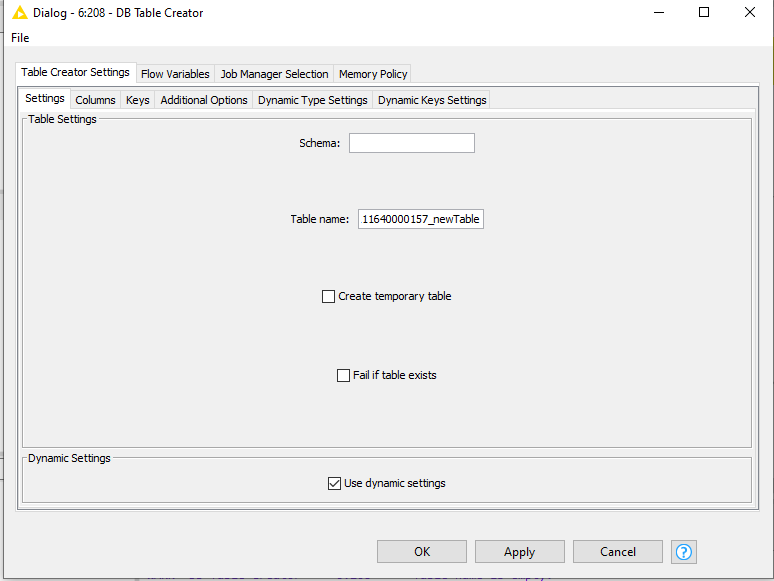 Dialog - 6:208 - DB Table Creator
File
Table Creator Settings Flow Variables Job Manager Selection Memory Policy
Settings Columns Keys Additional Options Dynamic Type Settings Dynamic Keys Settings
Table Settings
Schema:
Table name: 11640000157_newTable
Create temporary table
Fail if table exists
Dynamic Settings
Use dynamic settings
OK Apply Cancel ?